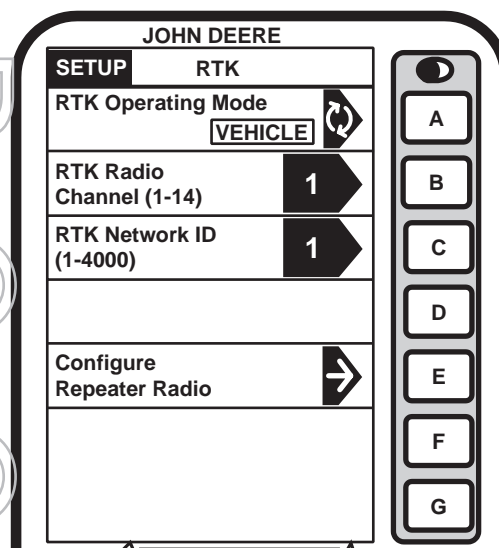 JOHN DEERE
SETUP RTK
RTK Operating Mode
VEHICLE
A
RTK Radio
Channel (1-14)
1
B
RTK Network ID
(1-4000)
1
C
D
Configure
Repeater Radio
E
F
G